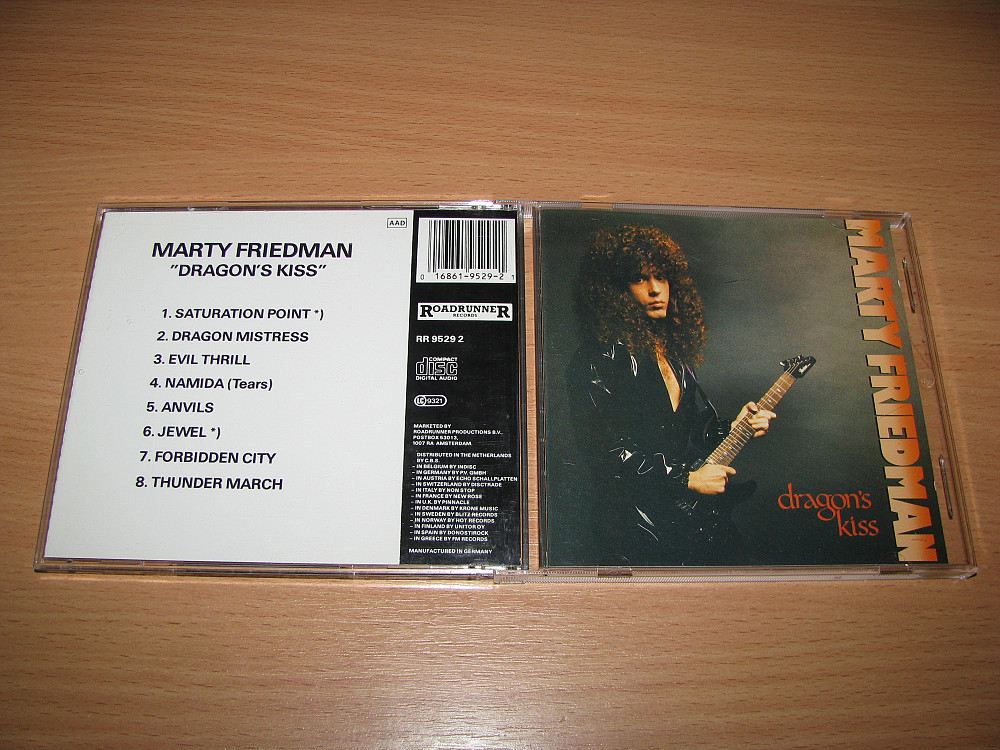 AAD
MARTY FRIEDMAN
"DRAGON'S KISS"
1. SATURATION POINT *)
2. DRAGON MISTRESS
3. EVIL THRILL
4. NAMIDA (Tears)
5. ANVILS
6. JEWEL *)
7. FORBIDDEN CITY
8. THUNDER MARCH
0 16861-9529-2 1
ROADRUNNER
RECORDS
RR 9529 2
COMPACT
disc
DIGITAL AUDIO
LC 9321
MARKETED BY
ROADRUNNER PRODUCTIONS B.V.,
POSTBOX 53013,
1007 RA AMSTERDAM.
DISTRIBUTED IN THE NETHERLANDS
BY C.B.S.
– IN BELGIUM BY INDISC
– IN GERMANY BY P.V. GMBH
– IN AUSTRIA BY ECHO SCHALLPLATTEN
– IN SWITZERLAND BY DISCTRADE
– IN ITALY BY NON STOP
– IN FRANCE BY NEW ROSE
– IN U.K. BY PINNACLE
– IN DENMARK BY KRONE MUSIC
– IN SWEDEN BY BLITZ RECORDS
– IN NORWAY BY HOT RECORDS
– IN FINLAND BY UNITOR OY
– IN SPAIN BY DONOSTIROCK
– IN GREECE BY FM RECORDS
MANUFACTURED IN GERMANY
MARTY FRIEDMAN
dragon's
kiss